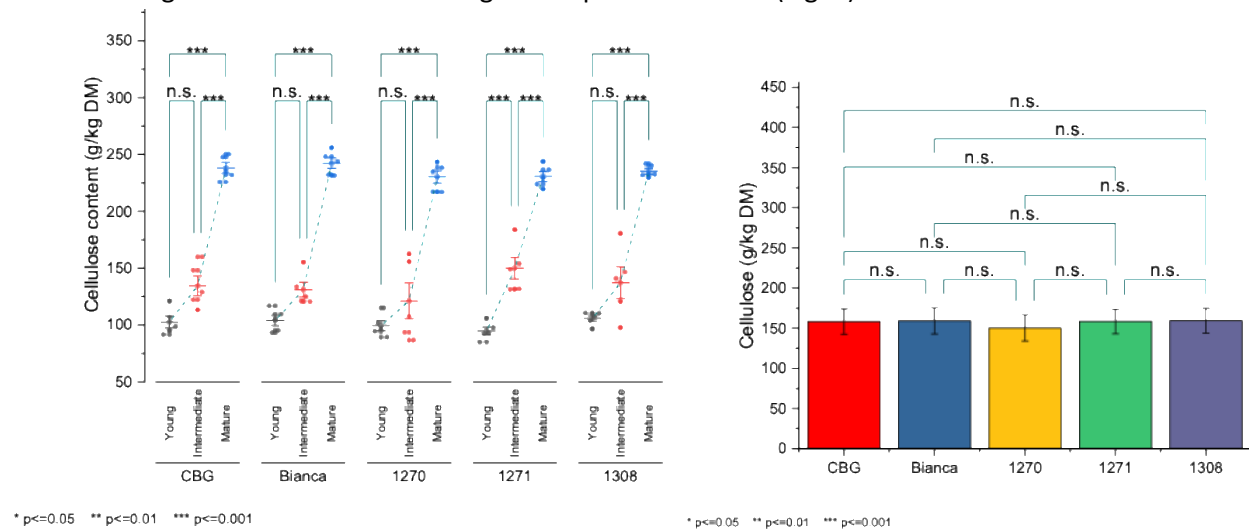 350
300
250
200
150
100
50
Cellulose content (g/kg DM)
*** *** *** *** ***
n.s. *** n.s. *** n.s. *** *** *** n.s. ***
Young Intermediate Mature Young Intermediate Mature Young Intermediate Mature Young Intermediate Mature Young Intermediate Mature
CBG Bianca 1270 1271 1308
* p<=0.05 ** p<=0.01 *** p<=0.001
450
400
350
300
250
200
150
100
50
0
Cellulose (g/kg DM)
n.s.
n.s.
n.s.
n.s.
n.s.
n.s.
n.s. n.s. n.s. n.s.
CBG Bianca 1270 1271 1308
* p<=0.05 ** p<=0.01 *** p<=0.001